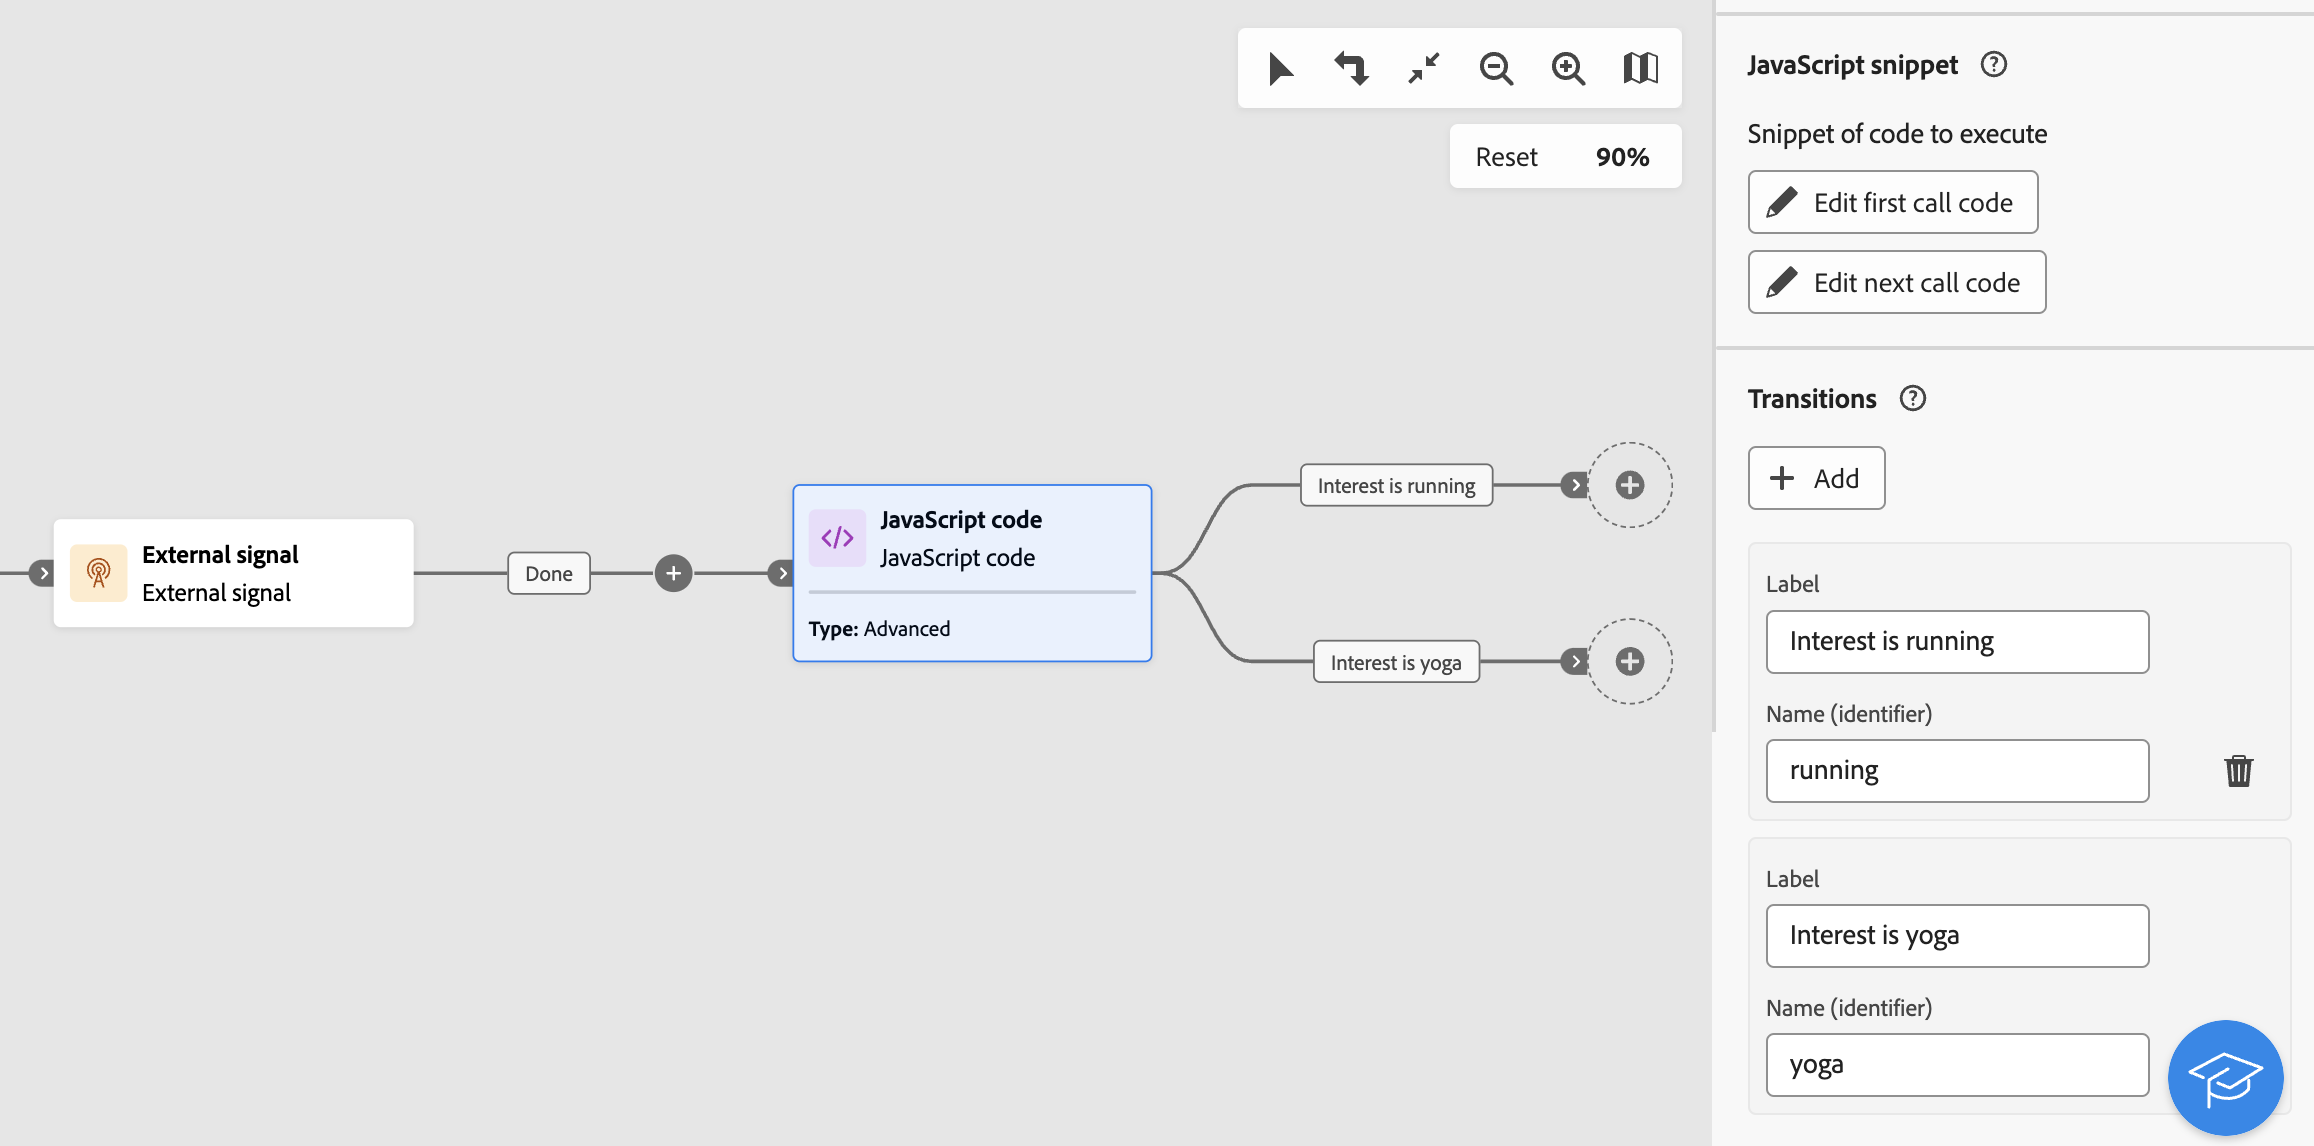 Reset 90%
External signal
External signal
Done
JavaScript code
JavaScript code
Type: Advanced
Interest is running
Interest is yoga
JavaScript snippet
Snippet of code to execute
Edit first call code
Edit next call code
Transitions
Add
Label
Interest is running
Name (identifier)
running
Label
Interest is yoga
Name (identifier)
yoga